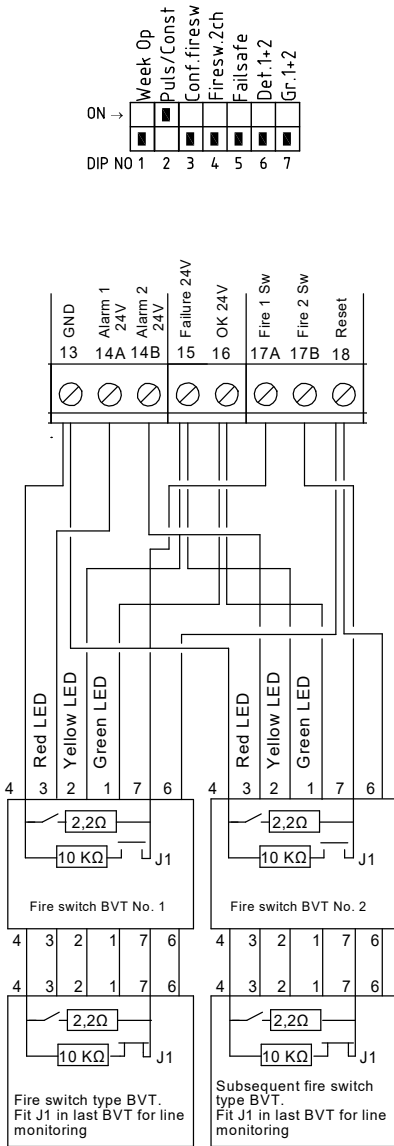 Week Op
Puls/Const
Conf.firesw
Firesw.2ch
Failsafe
Det.1+2
Gr.1+2
ON →
DIP NO 1 2 3 4 5 6 7
GND
Alarm 1
24V
Alarm 2
24V
Failure 24V
OK 24V
Fire 1 Sw
Fire 2 Sw
Reset
13 14A 14B 15 16 17A 17B 18
Red LED
Yellow LED
Green LED
Red LED
Yellow LED
Green LED
4 3 2 1 7 6
4 3 2 1 7 6
2,2Ω
10 KΩ
J1
Fire switch BVT No. 1
2,2Ω
10 KΩ
J1
Fire switch BVT No. 2
4 3 2 1 7 6
4 3 2 1 7 6
4 3 2 1 7 6
4 3 2 1 7 6
2,2Ω
10 KΩ
J1
Fire switch type BVT.
Fit J1 in last BVT for line
monitoring
2,2Ω
10 KΩ
J1
Subsequent fire switch
type BVT.
Fit J1 in last BVT for line
monitoring